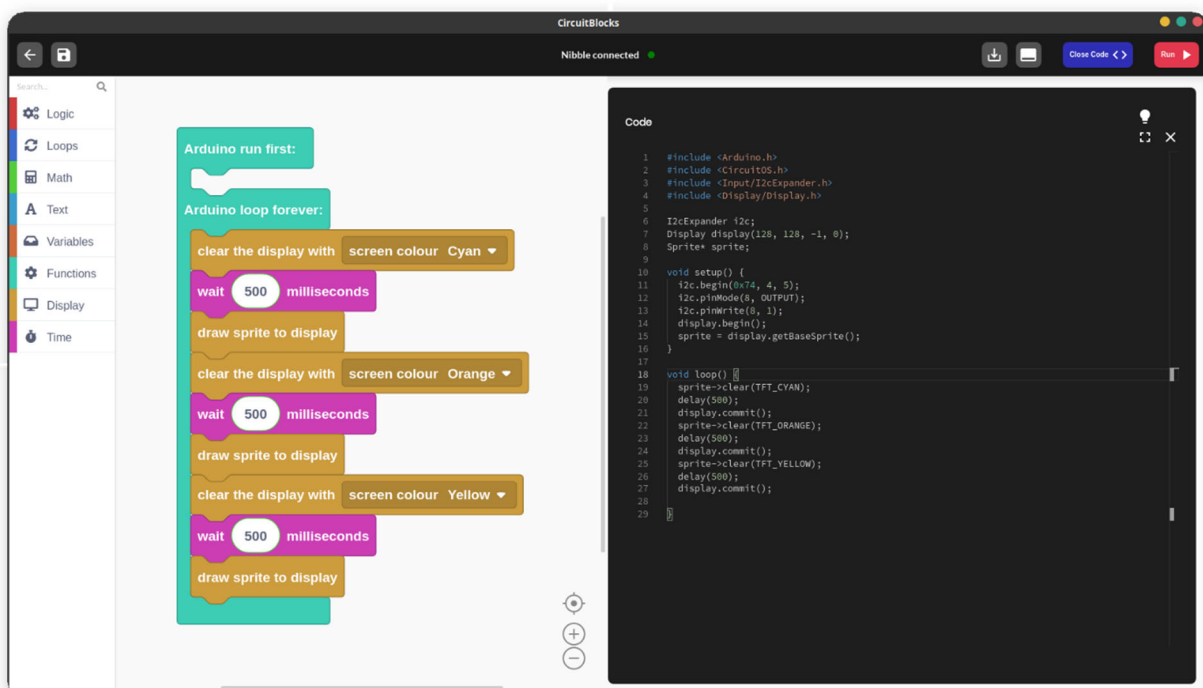 CircuitBlocks
Nibble connected
Close Code < >
Run
Search..
Logic
Loops
Math
Text
Variables
Functions
Display
Time
Arduino run first:
Arduino loop forever:
clear the display with screen colour Cyan
wait 500 milliseconds
draw sprite to display
clear the display with screen colour Orange
wait 500 milliseconds
draw sprite to display
clear the display with screen colour Yellow
wait 500 milliseconds
draw sprite to display
Code
1 #include <Arduino.h>
2 #include <CircuitOS.h>
3 #include <Input/I2cExpander.h>
4 #include <Display/Display.h>
5
6 I2cExpander i2c;
7 Display display(128, 128, -1, 0);
8 Sprite* sprite;
9
10 void setup() {
11 i2c.begin(0x74, 4, 5);
12 i2c.pinMode(8, OUTPUT);
13 i2c.pinWrite(8, 1);
14 display.begin();
15 sprite = display.getBaseSprite();
16 }
17
18 void loop() {
19 sprite->clear(TFT_CYAN);
20 delay(500);
21 display.commit();
22 sprite->clear(TFT_ORANGE);
23 delay(500);
24 display.commit();
25 sprite->clear(TFT_YELLOW);
26 delay(500);
27 display.commit();
28
29 }